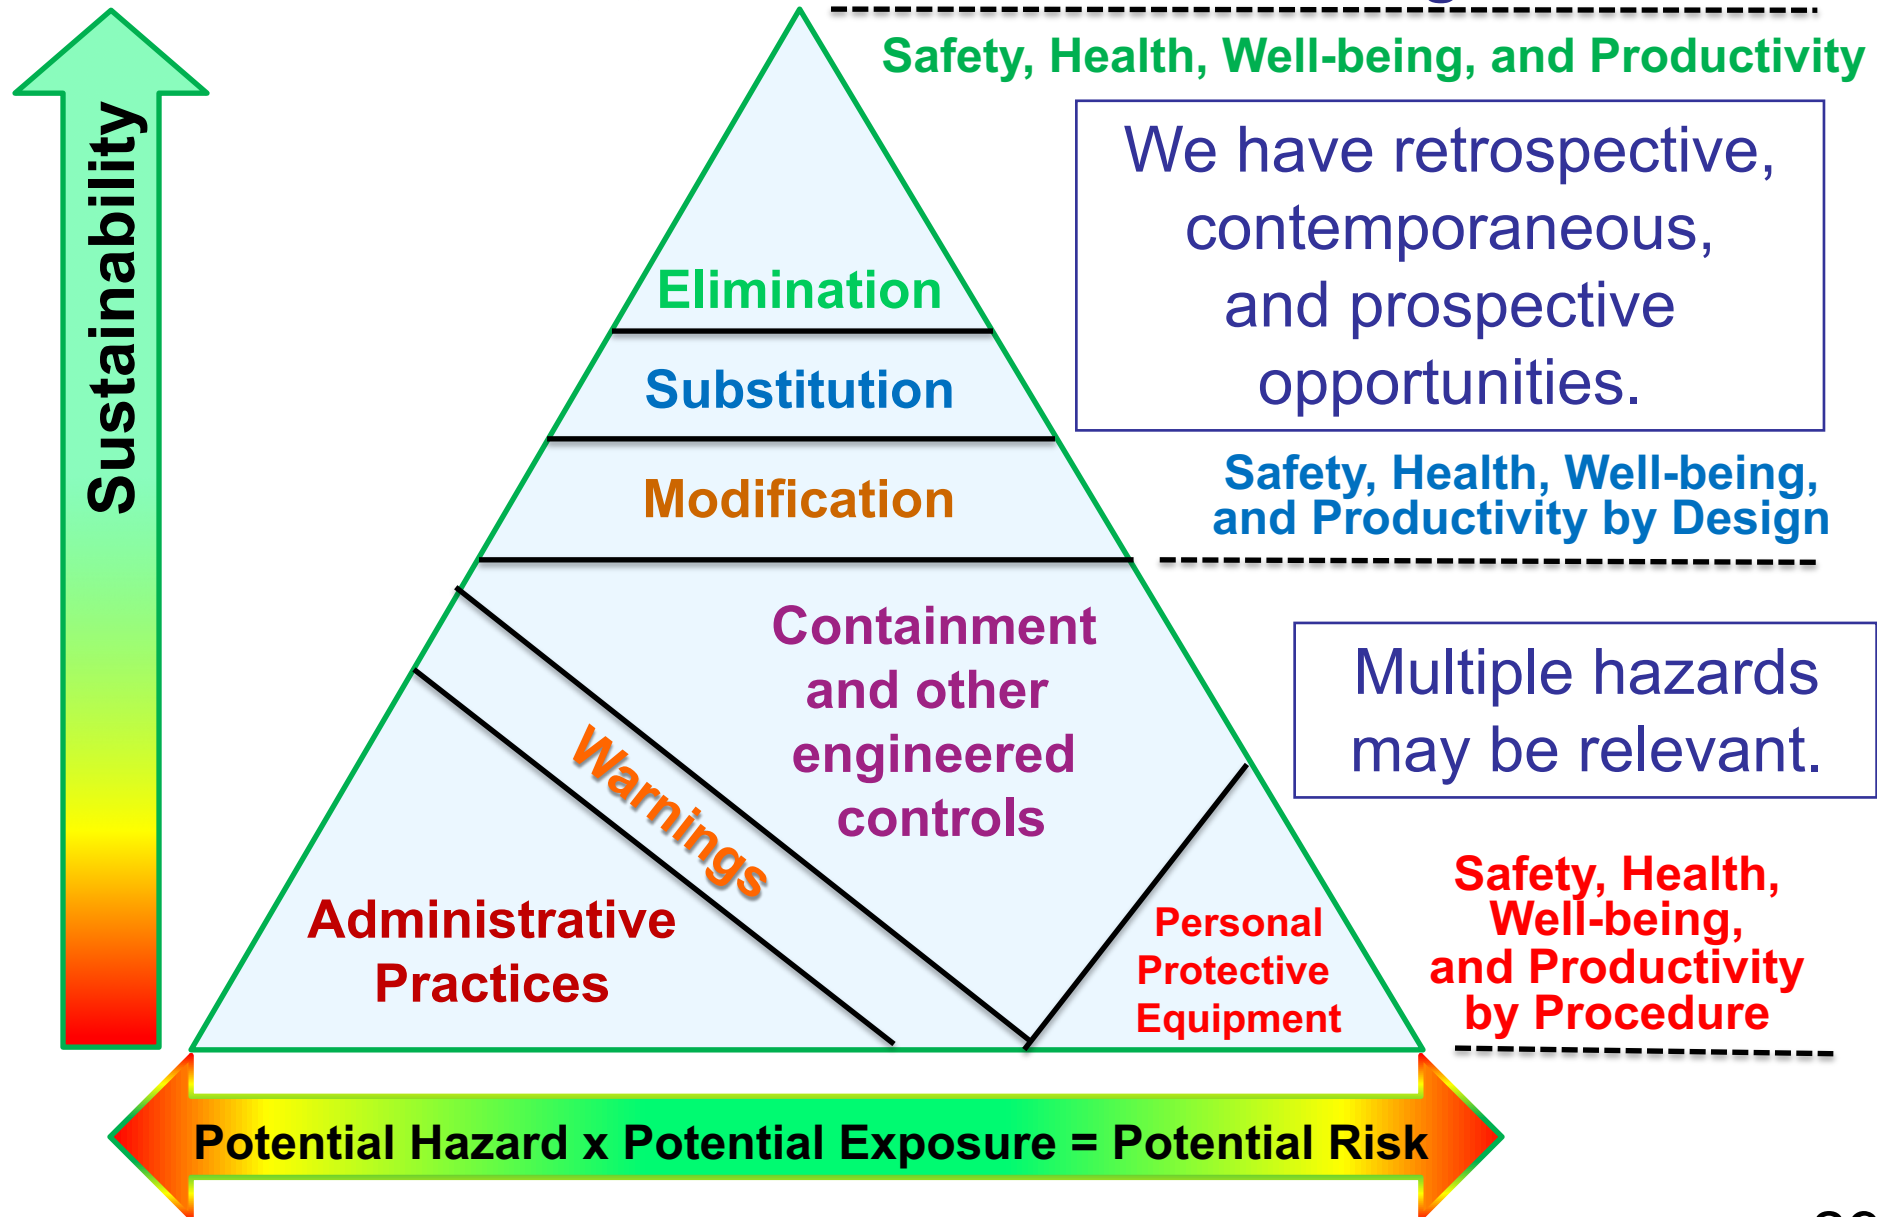 Safety, Health, Well-being, and Productivity
Sustainability
We have retrospective,
contemporaneous,
and prospective
opportunities.
Elimination
Substitution
Modification
Safety, Health, Well-being,
and Productivity by Design
Containment
and other
engineered
controls
Multiple hazards
may be relevant.
Warnings
Administrative
Practices
Personal
Protective
Equipment
Safety, Health,
Well-being,
and Productivity
by Procedure
Potential Hazard x Potential Exposure = Potential Risk